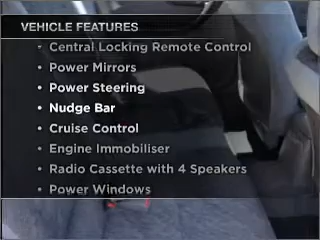 VEHICLE FEATURES
• Central Locking Remote Control
• Power Mirrors
• Power Steering
• Nudge Bar
• Cruise Control
• Engine Immobiliser
• Radio Cassette with 4 Speakers
• Power Windows